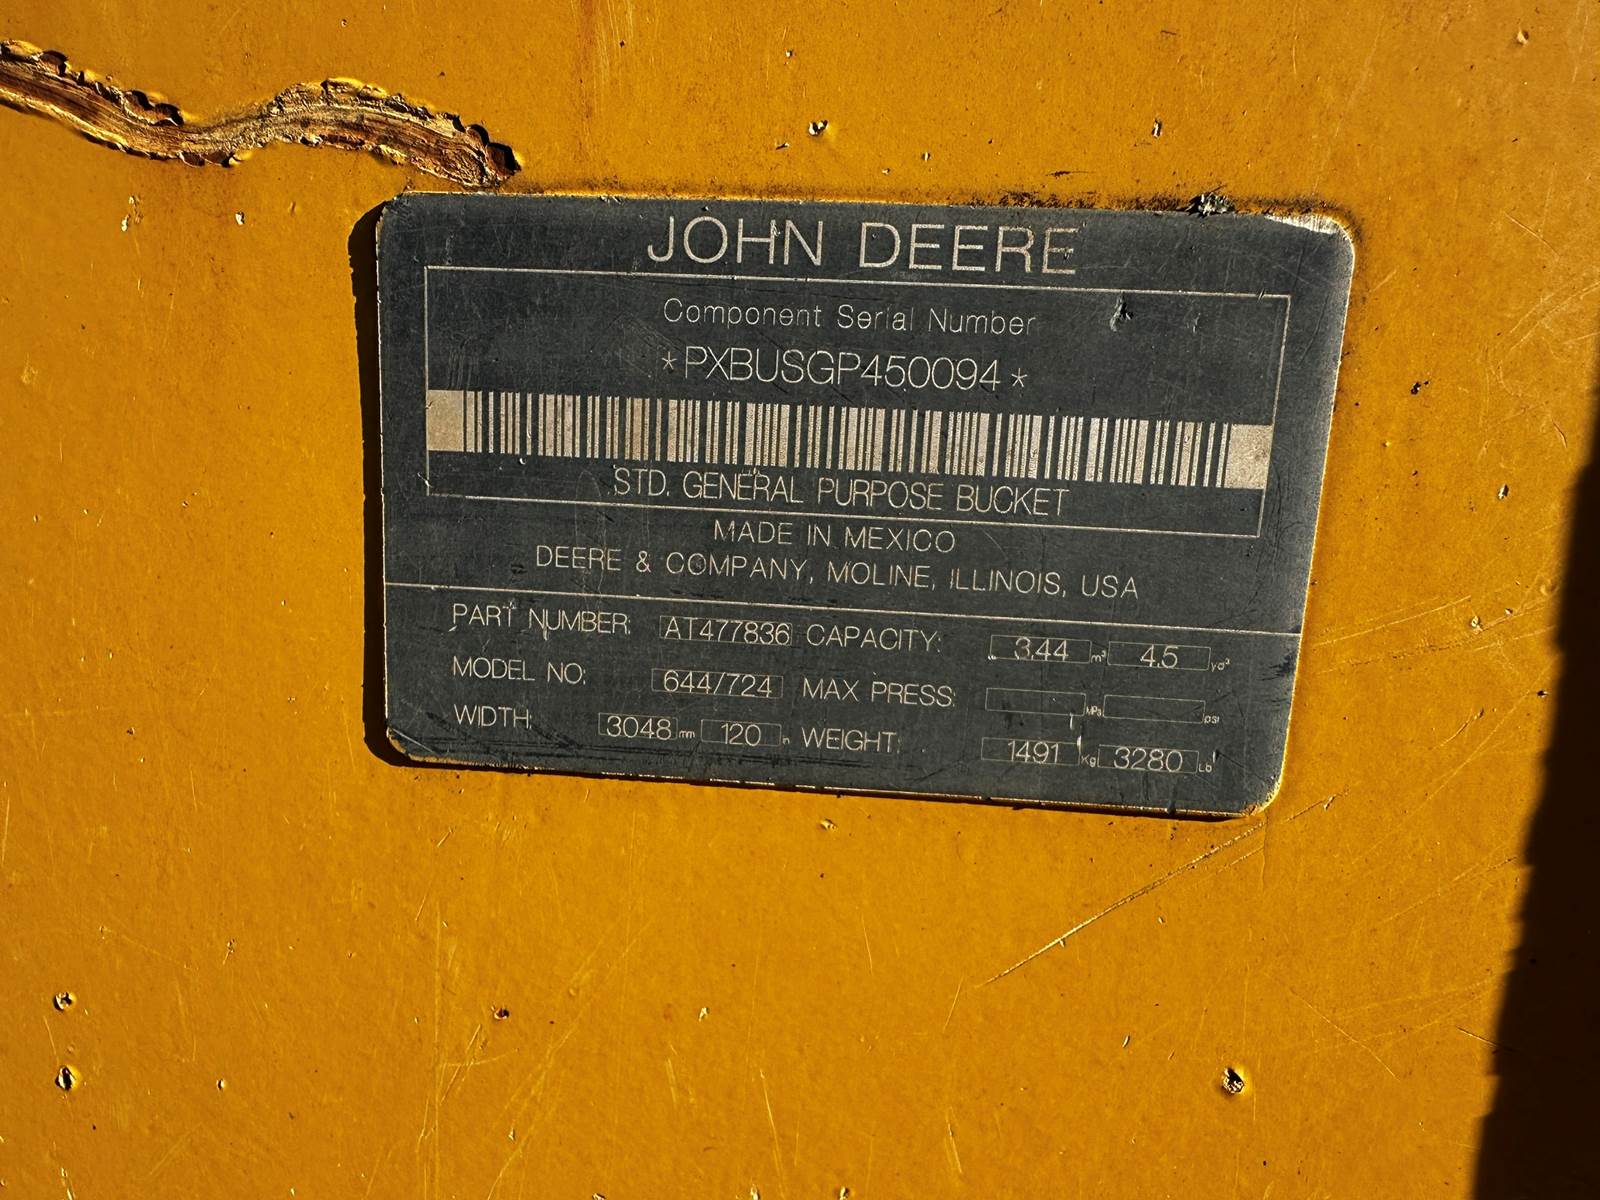 JOHN DEERE
Component Serial Number
*PXBUSGP450094*
STD. GENERAL PURPOSE BUCKET
MADE IN MEXICO
DEERE & COMPANY, MOLINE, ILLINOIS, USA
PART NUMBER: AT477836 CAPACITY: 3.44 m³ 4.5 yd³
MODEL NO: 644/724 MAX PRESS: MPa psi
WIDTH: 3048 mm 120 in WEIGHT: 1491 Kg 3280 Lb